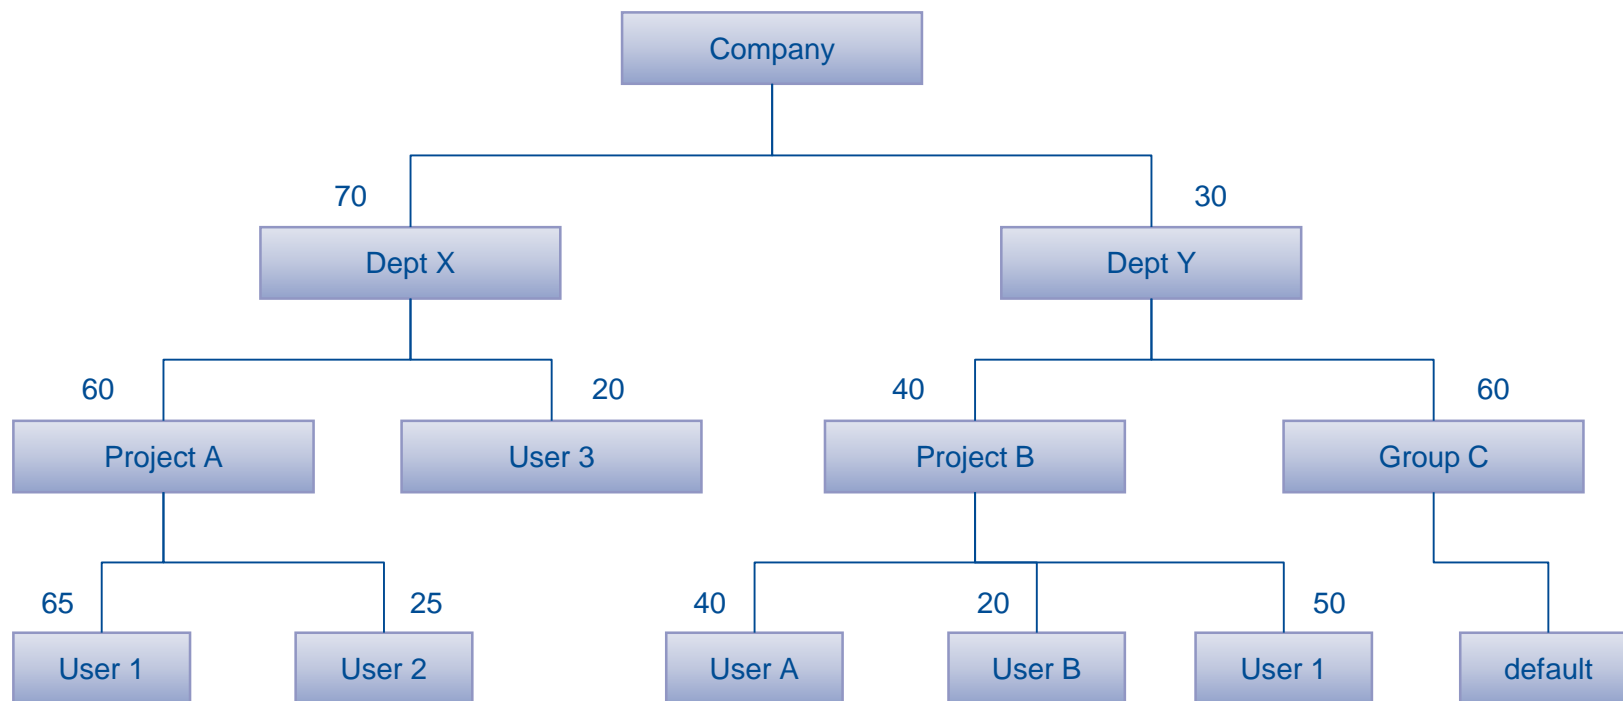 Company
70
30
Dept X
Dept Y
60
20
40
60
Project A
User 3
Project B
Group C
65
25
40
20
50
User 1
User 2
User A
User B
User 1
default